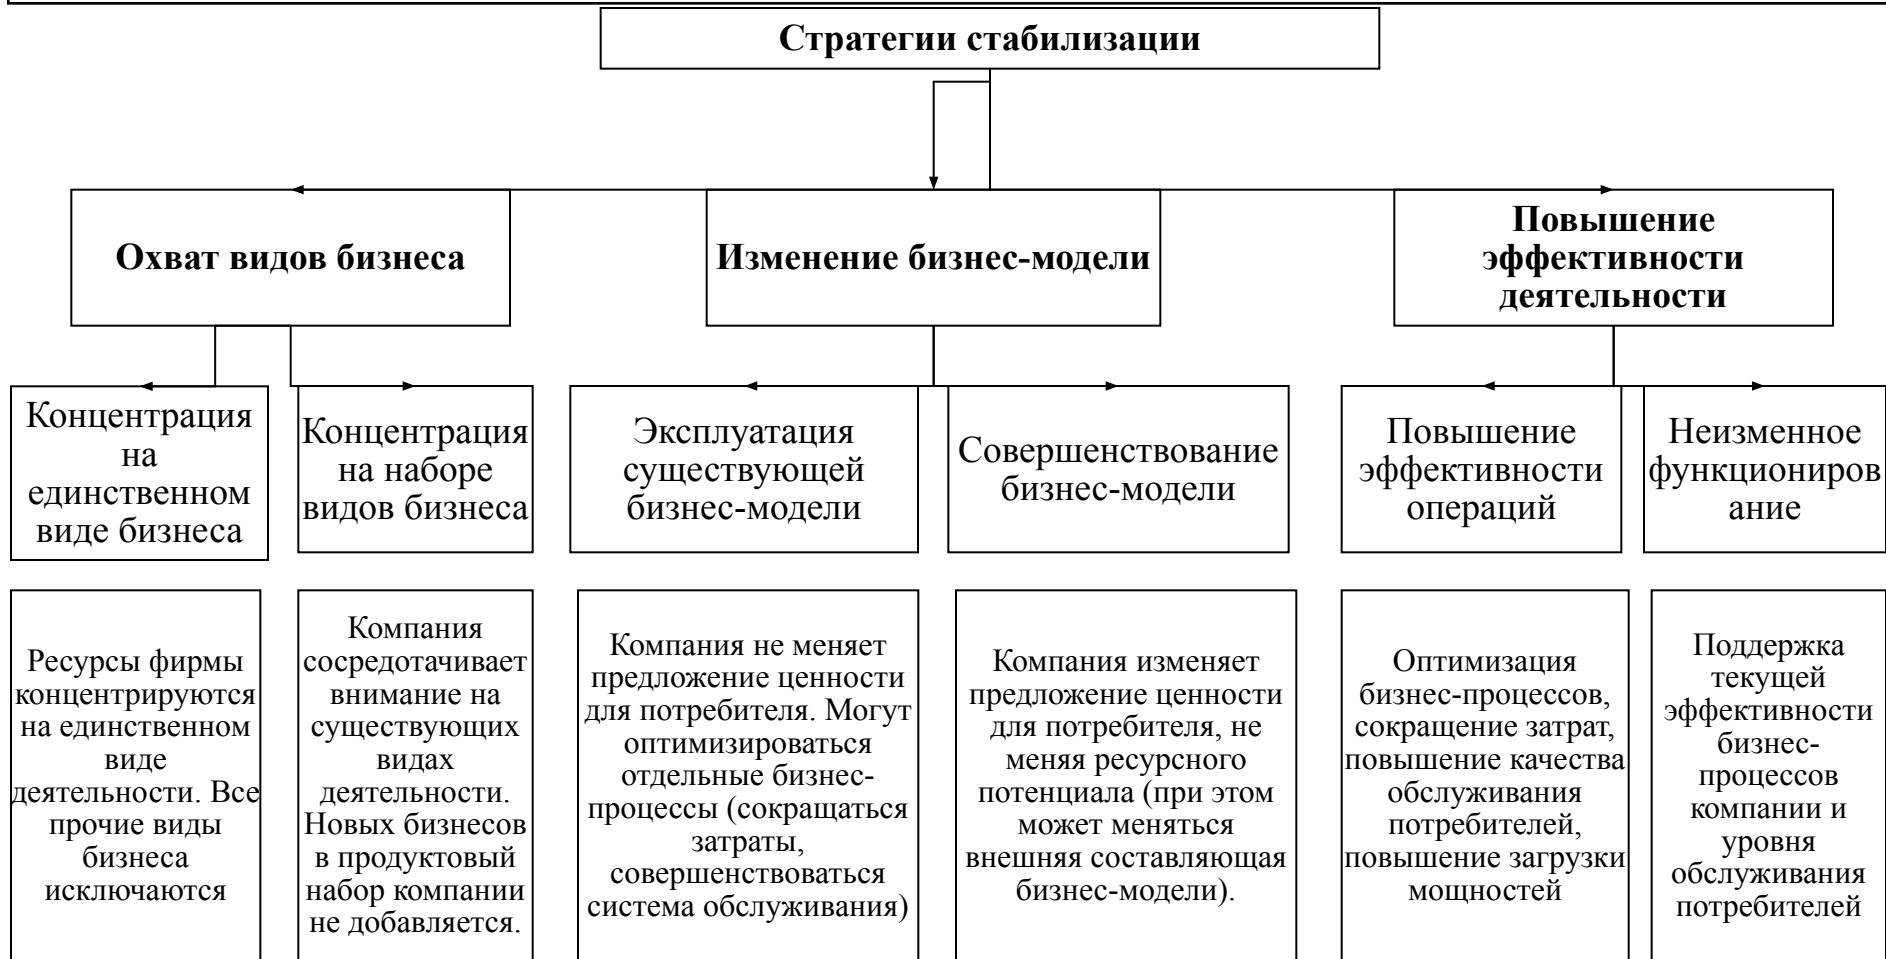 Стратегии стабилизации
Охват видов бизнеса
Изменение бизнес-модели
Повышение
эффективности
деятельности
Концентрация
на
единственном
виде бизнеса
Концентрация
на наборе
видов бизнеса
Эксплуатация
существующей
бизнес-модели
Совершенствование
бизнес-модели
Повышение
эффективности
операций
Неизменное
функциониров
ание
Ресурсы фирмы
концентрируются
на единственном
виде
деятельности. Все
прочие виды
бизнеса
исключаются
Компания
сосредотачивает
внимание на
существующих
видах
деятельности.
Новых бизнесов
в продуктовый
набор компании
не добавляется.
Компания не меняет
предложение ценности
для потребителя. Могут
оптимизироваться
отдельные бизнес-
процессы (сокращаться
затраты,
совершенствоваться
система обслуживания)
Компания изменяет
предложение ценности
для потребителя, не
меняя ресурсного
потенциала (при этом
может меняться
внешняя составляющая
бизнес-модели).
Оптимизация
бизнес-процессов,
сокращение затрат,
повышение качества
обслуживания
потребителей,
повышение загрузки
мощностей
Поддержка
текущей
эффективности
бизнес-
процессов
компании и
уровня
обслуживания
потребителей